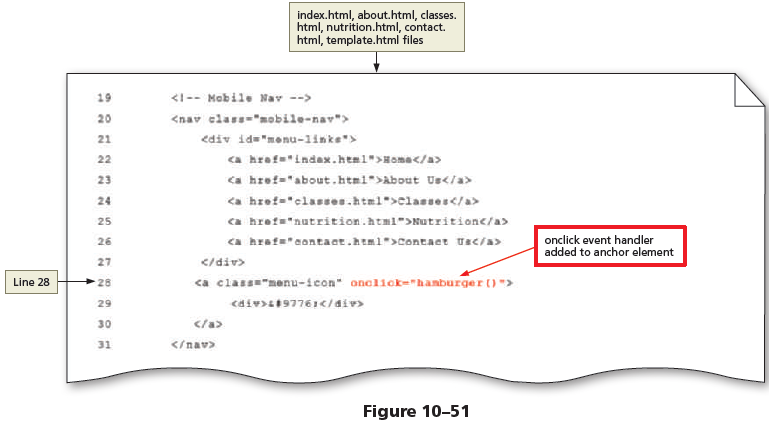 index.html, about.html, classes.
html, nutrition.html, contact.
html, template.html files
19 <!-- Mobile Nav -->
20 <nav class="mobile-nav">
21 <div id="menu-links">
22 <a href="index.html">Home</a>
23 <a href="about.html">About Us</a>
24 <a href="classes.html">Classes</a>
25 <a href="nutrition.html">Nutrition</a>
26 <a href="contact.html">Contact Us</a>
onclick event handler
added to anchor element
27 </div>
Line 28
28 <a class="menu-icon" onclick="hamburger()">
29 <div>&#9776;</div>
30 </a>
31 </nav>
Figure 10–51